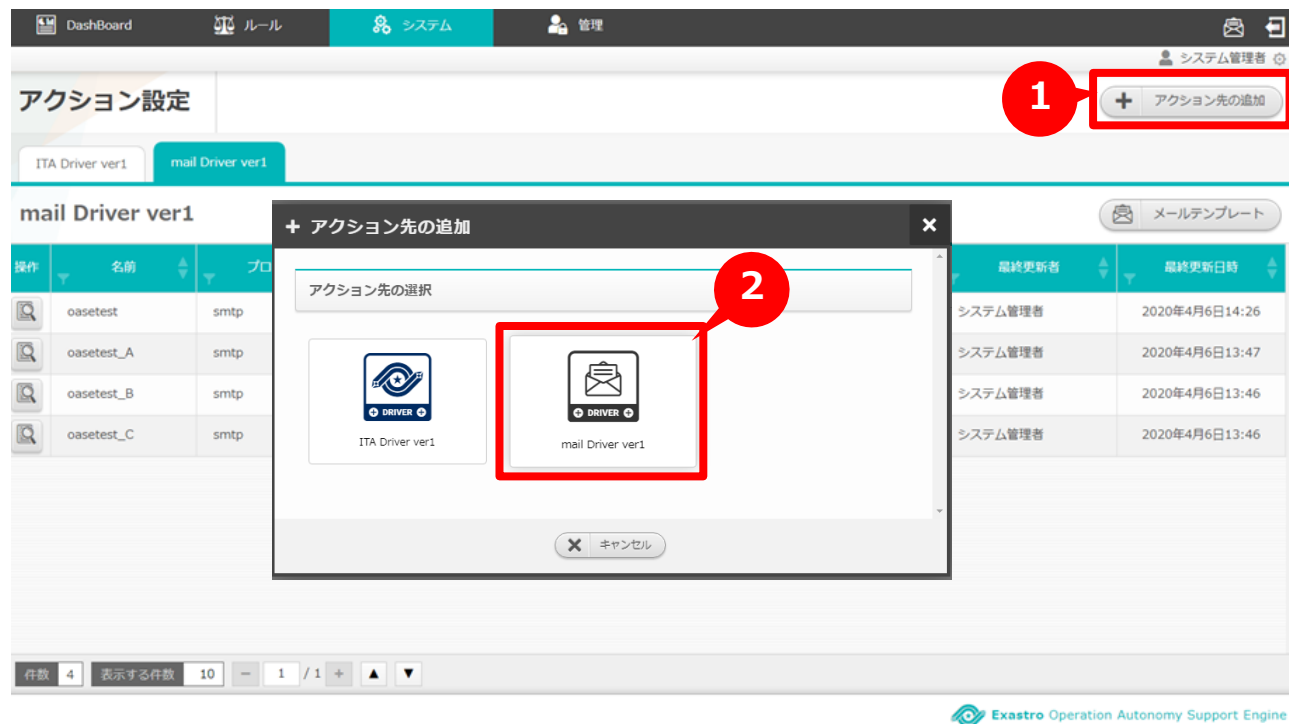 DashBoard ルール システム 管理
システム管理者
アクション設定
1
アクション先の追加
ITA Driver ver1 mail Driver ver1
mail Driver ver1
メールテンプレート
操作 名前 プロ 最終更新者 最終更新日時
oasetest smtp システム管理者 2020年4月6日14:26
oasetest_A smtp システム管理者 2020年4月6日13:47
oasetest_B smtp システム管理者 2020年4月6日13:46
oasetest_C smtp システム管理者 2020年4月6日13:46
アクション先の追加
アクション先の選択
2
DRIVER
ITA Driver ver1
DRIVER
mail Driver ver1
キャンセル
件数 4 表示する件数 10 − 1 / 1 + ▲ ▼
Exastro Operation Autonomy Support Engine